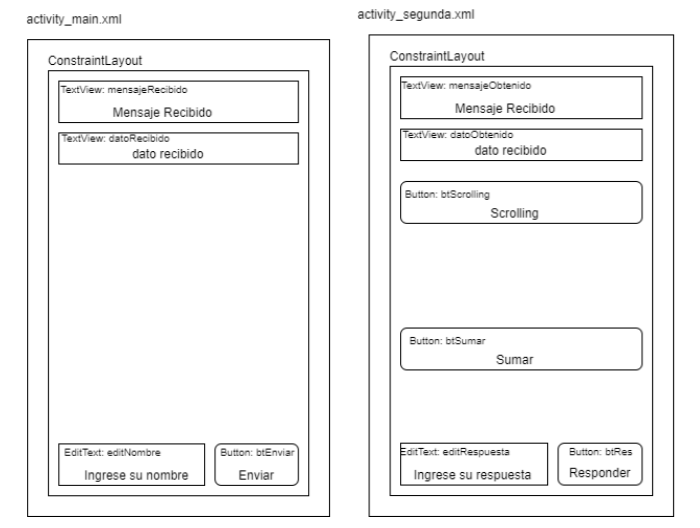 activity_main.xml
ConstraintLayout
TextView: mensajeRecibido
Mensaje Recibido
TextView: datoRecibido
dato recibido
EditText: editNombre
Ingrese su nombre
Button: btEnviar
Enviar
activity_segunda.xml
ConstraintLayout
TextView: mensajeObtenido
Mensaje Recibido
TextView: datoObtenido
dato recibido
Button: btScrolling
Scrolling
Button: btSumar
Sumar
EditText: editRespuesta
Ingrese su respuesta
Button: btRes
Responder